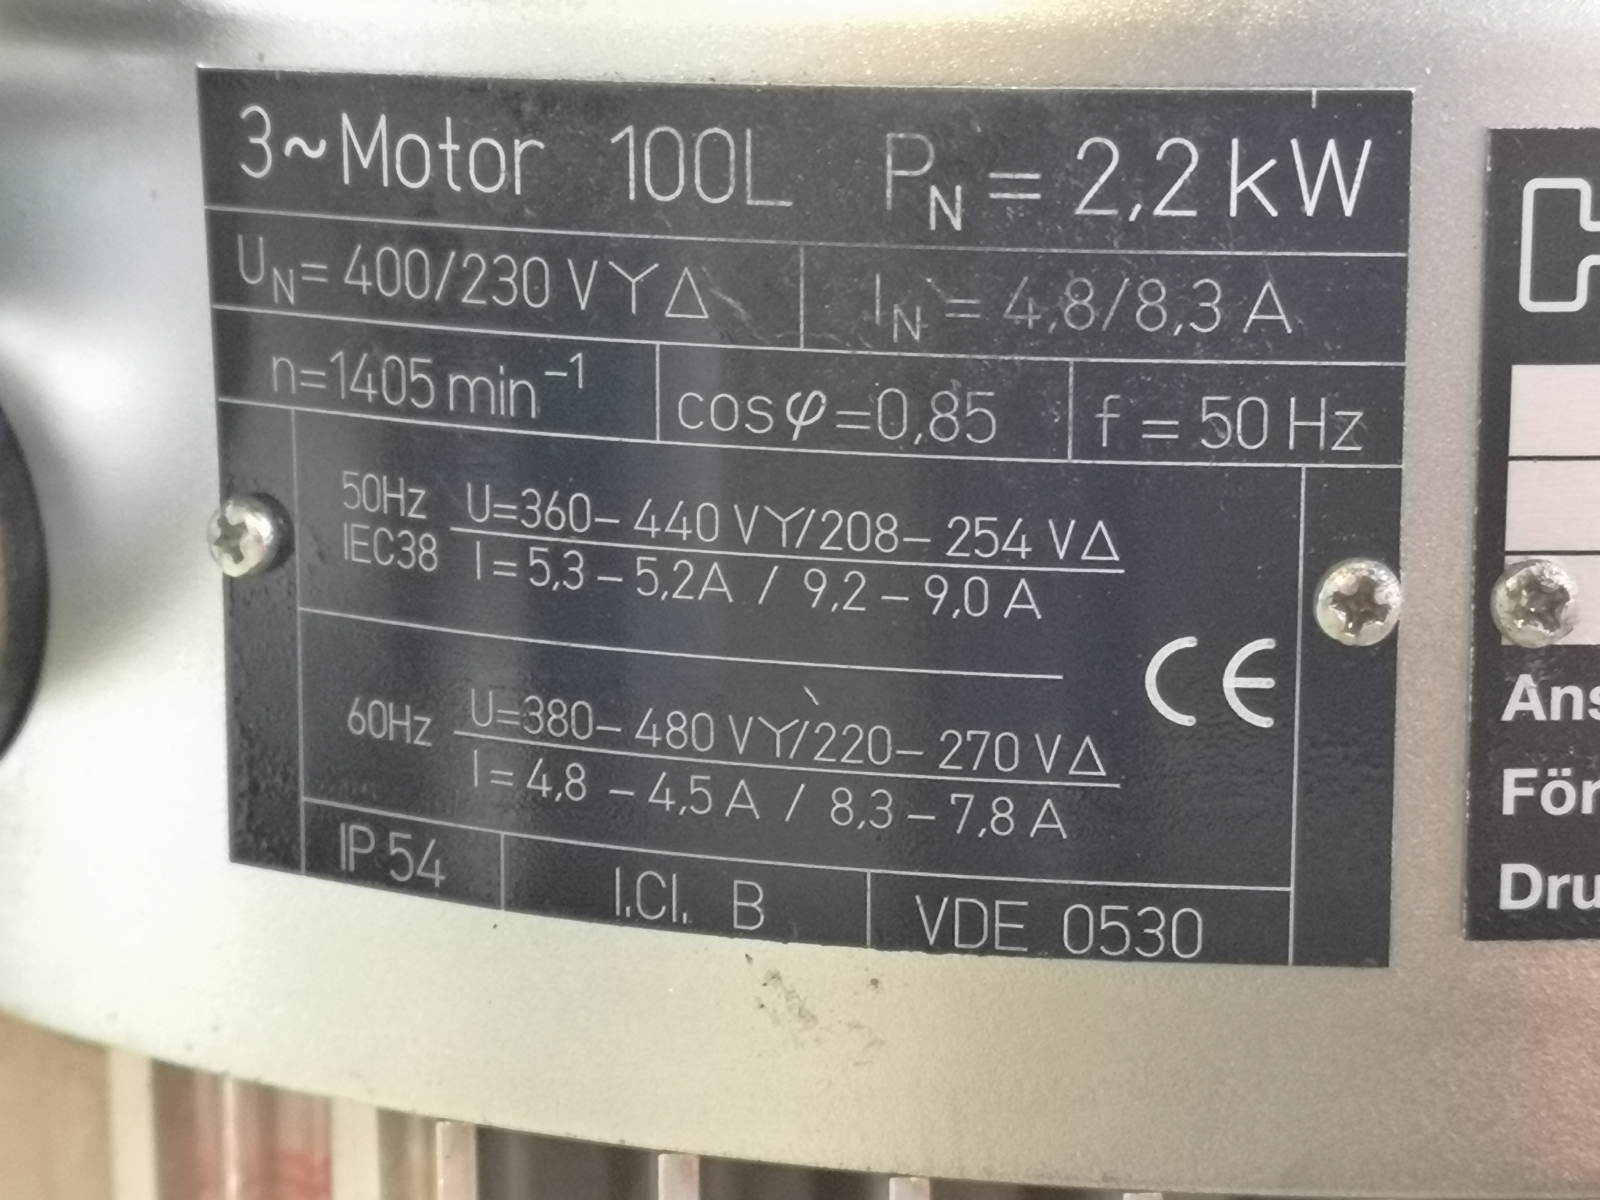 3~Motor 100L P_N = 2,2 kW
U_N = 400/230 V Y Δ I_N = 4,8/8,3 A
n=1405 min⁻¹ cosφ=0,85 f = 50 Hz
50Hz U=360– 440 V Y/208– 254 V Δ
IEC38 I = 5,3 – 5,2A / 9,2 – 9,0 A
CE
60Hz U=380– 480 V Y/220– 270 V Δ
I = 4,8 – 4,5 A / 8,3 – 7,8 A
IP 54 I.Cl. B VDE 0530
Ans
För
Dru